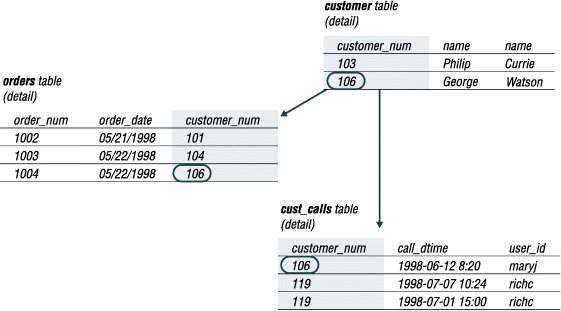 customer table
(detail)
customer_num name name
103 Philip Currie
106 George Watson
orders table
(detail)
order_num order_date customer_num
1002 05/21/1998 101
1003 05/22/1998 104
1004 05/22/1998 106
cust_calls table
(detail)
customer_num call_dtime user_id
106 1998-06-12 8:20 maryj
119 1998-07-07 10:24 richc
119 1998-07-01 15:00 richc